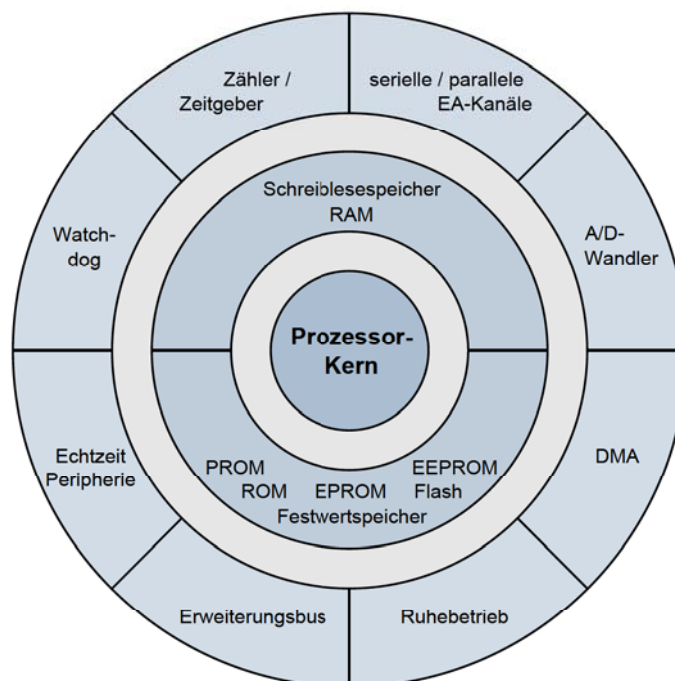 Zähler /
Zeitgeber
serielle / parallele
EA-Kanäle
Schreiblesespeicher
RAM
Watch-
dog
A/D-
Wandler
Prozessor-
Kern
Echtzeit
Peripherie
PROM
ROM
EPROM
EEPROM
Flash
Festwertspeicher
DMA
Erweiterungsbus
Ruhebetrieb